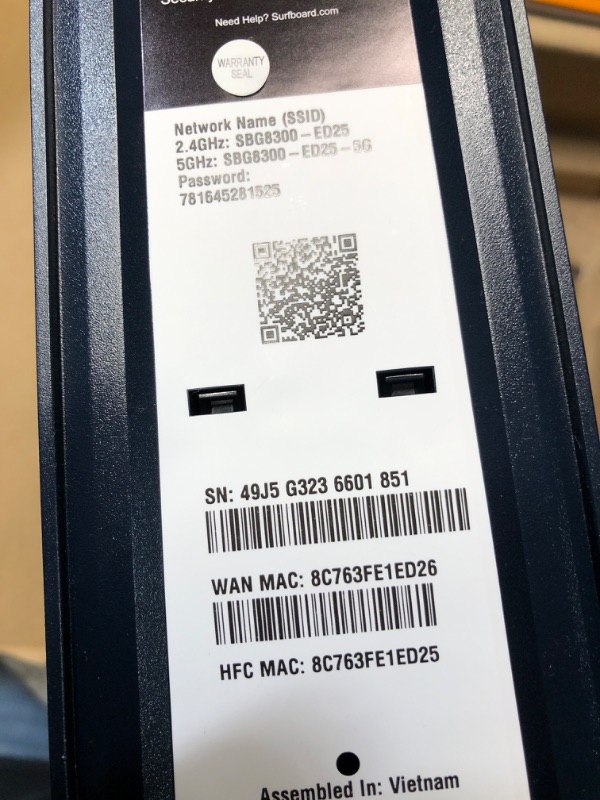 Need Help? Surfboard.com
WARRANTY
SEAL
Network Name (SSID)
2.4GHz: SBG8300-ED25
5GHz: SBG8300-ED25-5G
Password:
781645281525
SN: 49J5 G323 6601 851
WAN MAC: 8C763FE1ED26
HFC MAC: 8C763FE1ED25
Assembled In: Vietnam